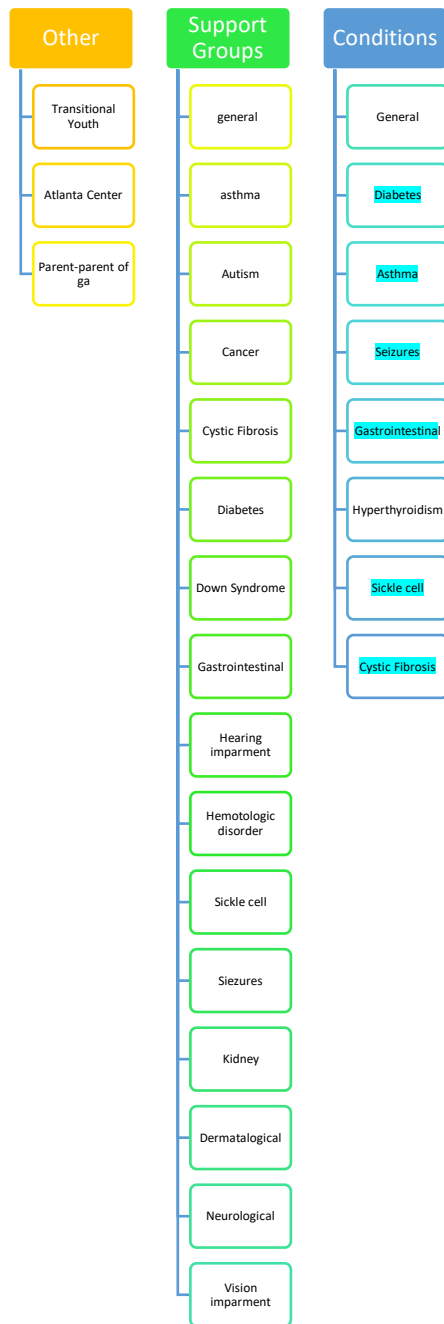 Other
Transitional
Youth
Atlanta Center
Parent-parent of
ga
Support
Groups
general
asthma
Autism
Cancer
Cystic Fibrosis
Diabetes
Down Syndrome
Gastrointestinal
Hearing
imparment
Hemotologic
disorder
Sickle cell
Siezures
Kidney
Dermatalogical
Neurological
Vision
imparment
Conditions
General
Diabetes
Asthma
Seizures
Gastrointestinal
Hyperthyroidism
Sickle cell
Cystic Fibrosis